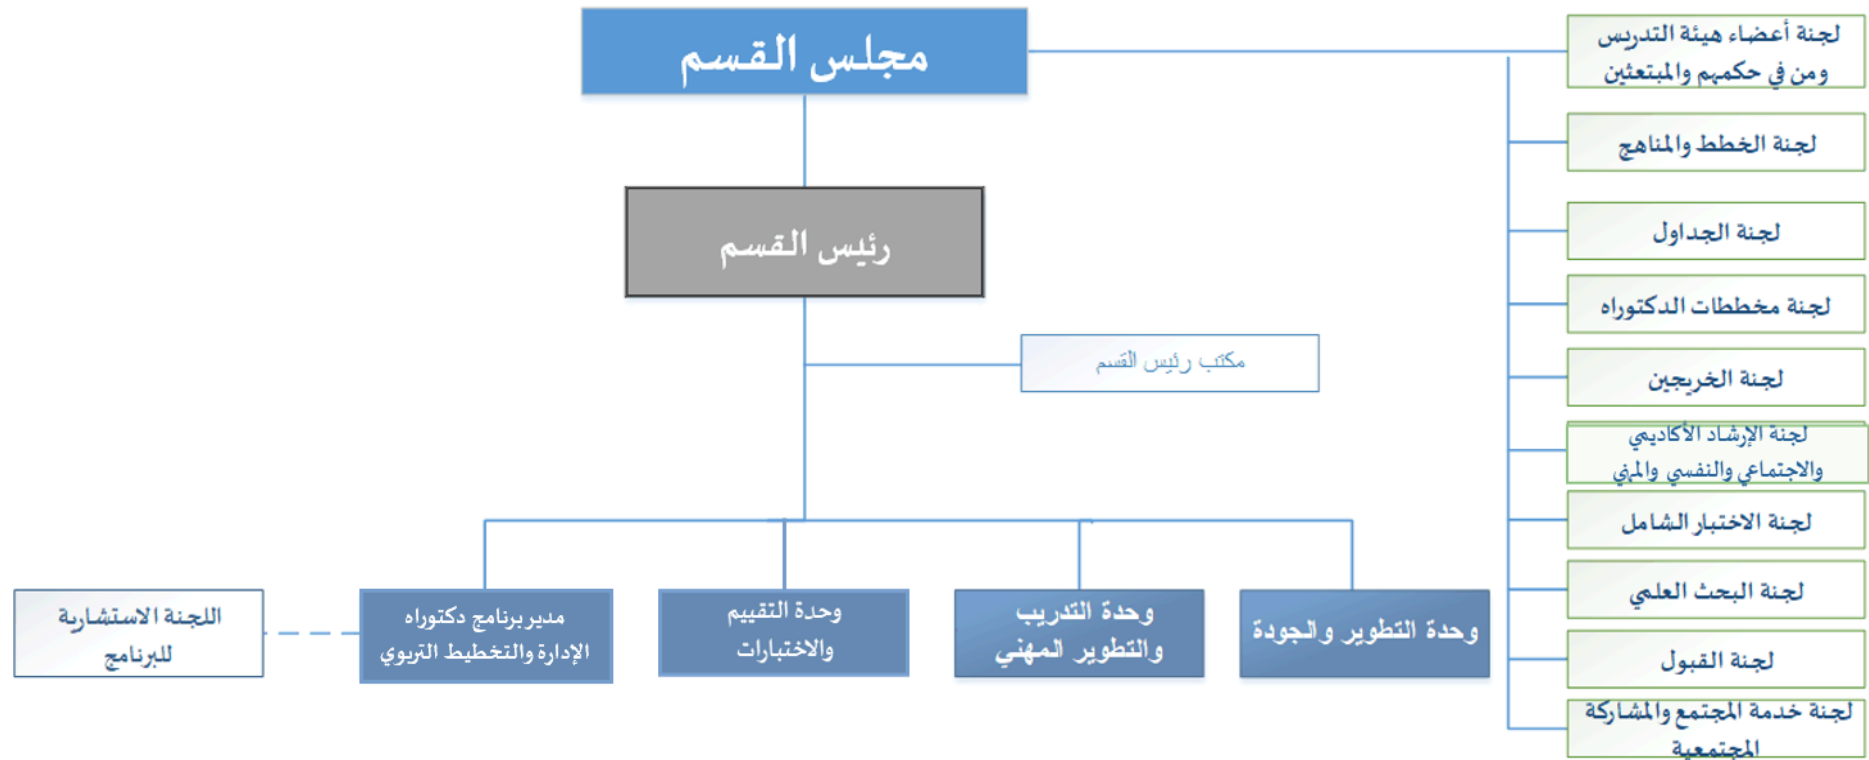 مجلس القسم
رئيس القسم
مكتب رئيس القسم
لجنة أعضاء هيئة التدريس
ومن في حكمهم والمبتعثين
لجنة الخطط والمناهج
لجنة الجداول
لجنة مخططات الدكتوراه
لجنة الخريجين
لجنة الإرشاد الأكاديمي
والاجتماعي والنفسي والمهني
لجنة الاختبار الشامل
لجنة البحث العلمي
لجنة القبول
لجنة خدمة المجتمع والمشاركة
المجتمعية
وحدة التطوير والجودة
وحدة التدريب
والتطوير المهني
وحدة التقييم
والاختبارات
مدير برنامج دكتوراه
الإدارة والتخطيط التربوي
اللجنة الاستشارية
للبرنامج